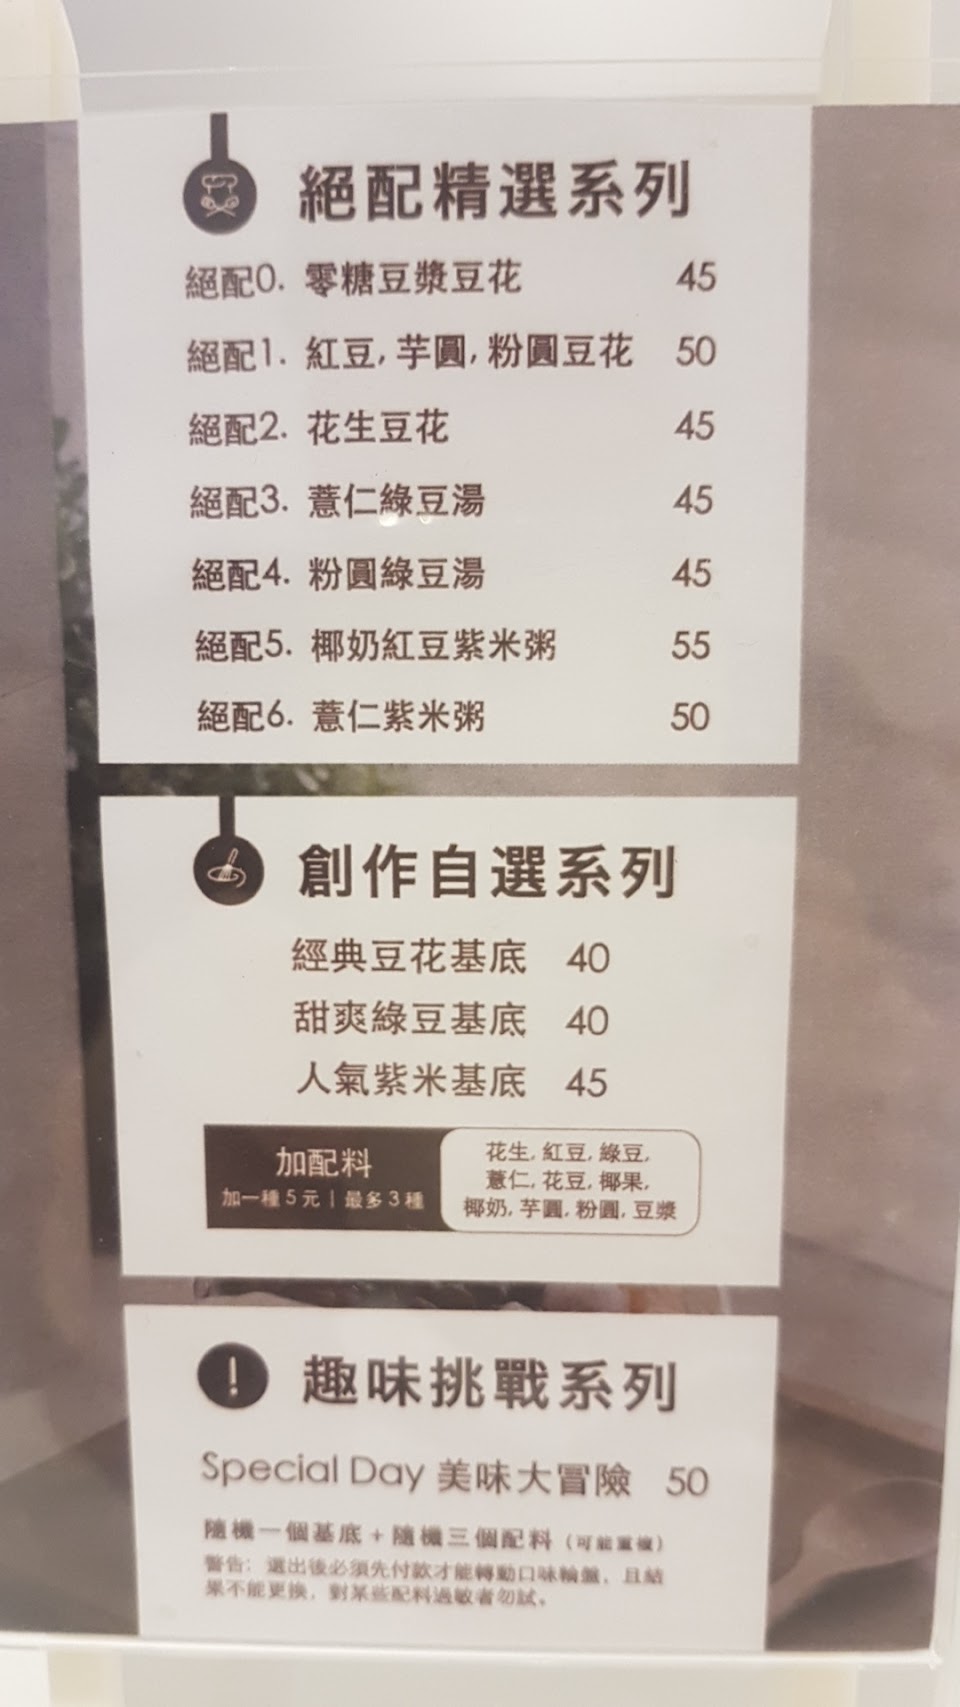 絕配精選系列
絕配0. 零糖豆漿豆花 45
絕配1. 紅豆, 芋圓, 粉圓豆花 50
絕配2. 花生豆花 45
絕配3. 薏仁綠豆湯 45
絕配4. 粉圓綠豆湯 45
絕配5. 椰奶紅豆紫米粥 55
絕配6. 薏仁紫米粥 50
創作自選系列
經典豆花基底 40
甜爽綠豆基底 40
人氣紫米基底 45
加配料
加一種5元 | 最多3種
花生, 紅豆, 綠豆,
薏仁, 花豆, 椰果,
椰奶, 芋圓, 粉圓, 豆漿
趣味挑戰系列
Special Day 美味大冒險 50
隨機一個基底 + 隨機三個配料 (可能重複)
警告: 選出後必須先付款才能轉動口味輪盤, 且結
果不能更換, 對某些配料過敏者勿試。